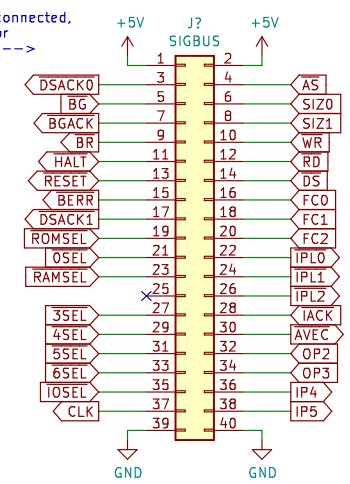 onnected,
or
--->
+5V J? +5V
SIGBUS
1 2
DSACK0 3 4 AS
BG 5 6 SIZ0
BGACK 7 8 SIZ1
BR 9 10 WR
HALT 11 12 RD
RESET 13 14 DS
BERR 15 16 FC0
DSACK1 17 18 FC1
ROMSEL 19 20 FC2
0SEL 21 22 IPL0
RAMSEL 23 24 IPL1
25 26 IPL2
3SEL 27 28 IACK
4SEL 29 30 AVEC
5SEL 31 32 OP2
6SEL 33 34 OP3
IOSEL 35 36 IP4
CLK 37 38 IP5
39 40
GND GND